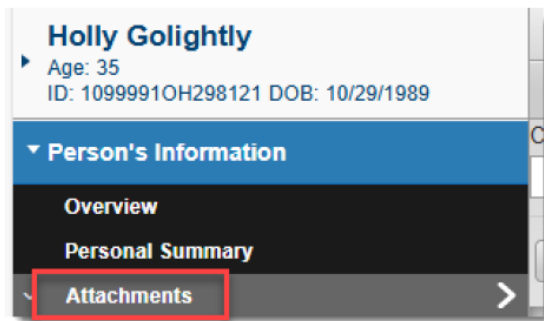 Holly Golightly
Age: 35
ID: 1099991OH298121 DOB: 10/29/1989
Person's Information
Overview
Personal Summary
Attachments